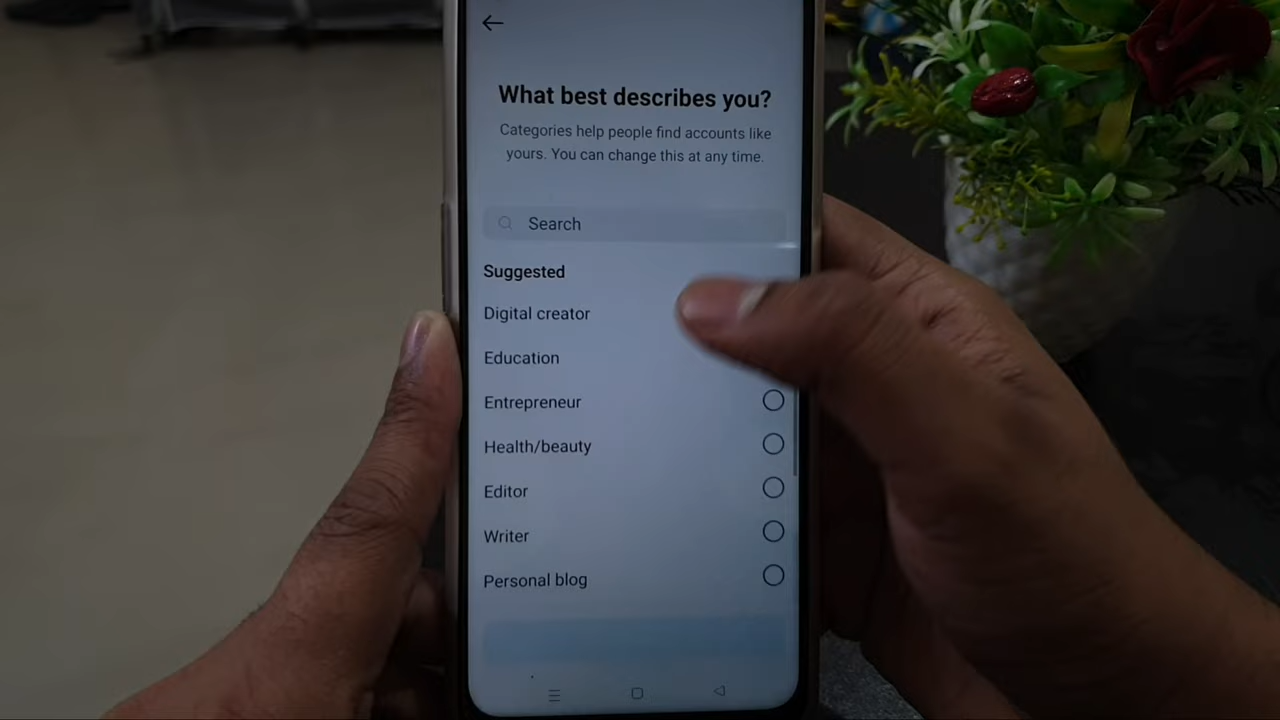 What best describes you?
Categories help people find accounts like
yours. You can change this at any time.
Search
Suggested
Digital creator
Education
Entrepreneur
Health/beauty
Editor
Writer
Personal blog